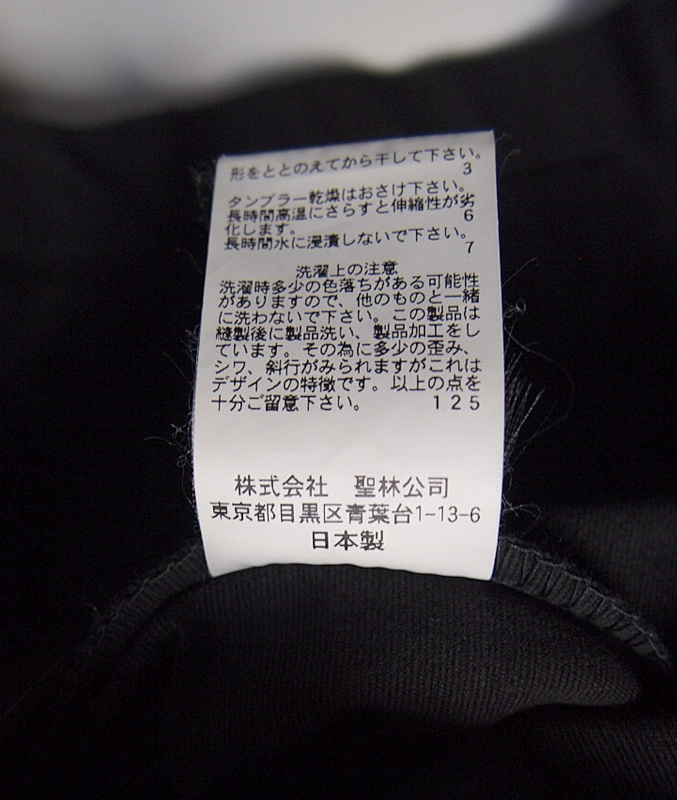 形をととのえてから干して下さい。
3
タンブラー乾燥はおさけ下さい。
長時間高温にさらすと伸縮性が劣
化します。 6
長時間水に浸漬しないで下さい。
7
洗濯上の注意
洗濯時多少の色落ちがある可能性
がありますので、他のものと一緒
に洗わないで下さい。この製品は
縫製後に製品洗い、製品加工をし
ています。その為に多少の歪み、
シワ、斜行がみられますがこれは
デザインの特徴です。以上の点を
十分ご留意下さい。 125
株式会社 聖林公司
東京都目黒区青葉台1-13-6
日本製